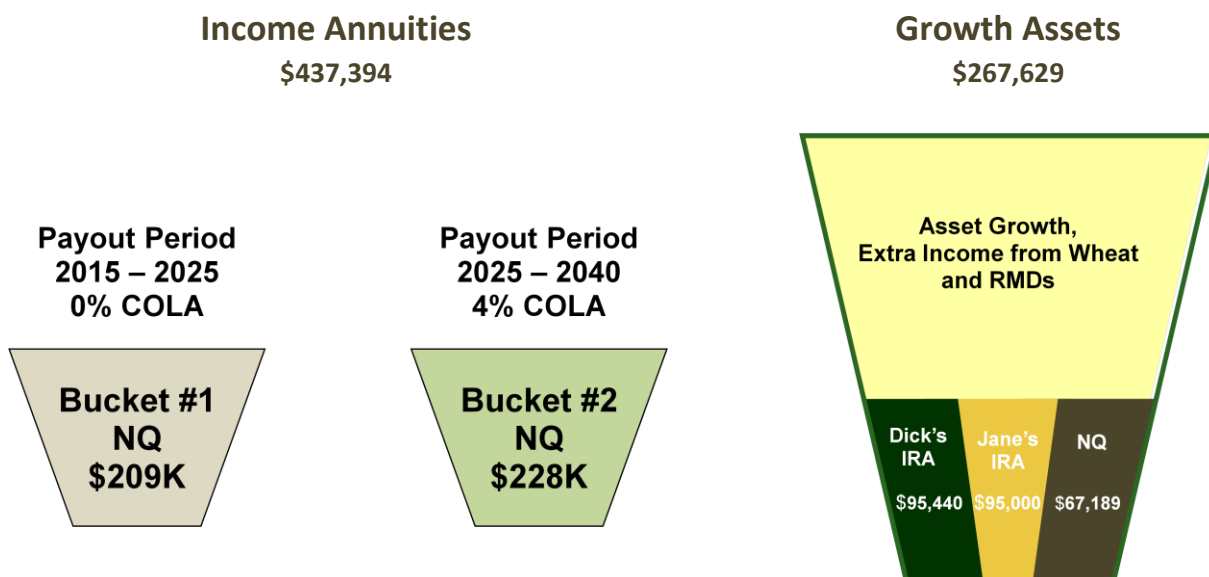 Income Annuities
$437,394
Growth Assets
$267,629
Payout Period
2015 – 2025
0% COLA
Payout Period
2025 – 2040
4% COLA
Bucket #1
NQ
$209K
Bucket #2
NQ
$228K
Asset Growth,
Extra Income from Wheat
and RMDs
Dick’s
IRA
$95,440
Jane’s
IRA
$95,000
NQ
$67,189